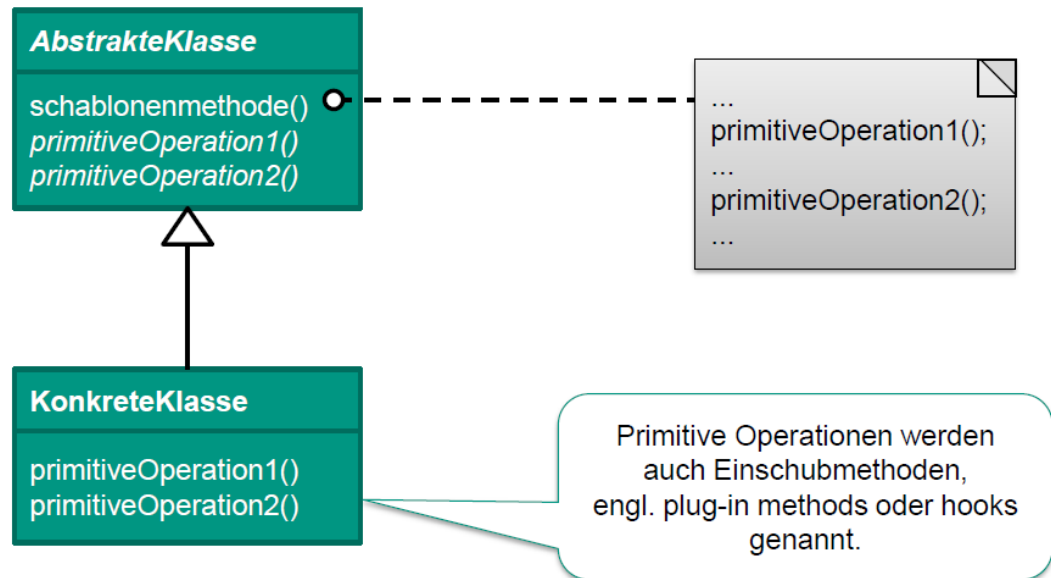 AbstrakteKlasse
schablonenmethode()
primitiveOperation1()
primitiveOperation2()
...
primitiveOperation1();
...
primitiveOperation2();
...
KonkreteKlasse
primitiveOperation1()
primitiveOperation2()
Primitive Operationen werden
auch Einschubmethoden,
engl. plug-in methods oder hooks
genannt.